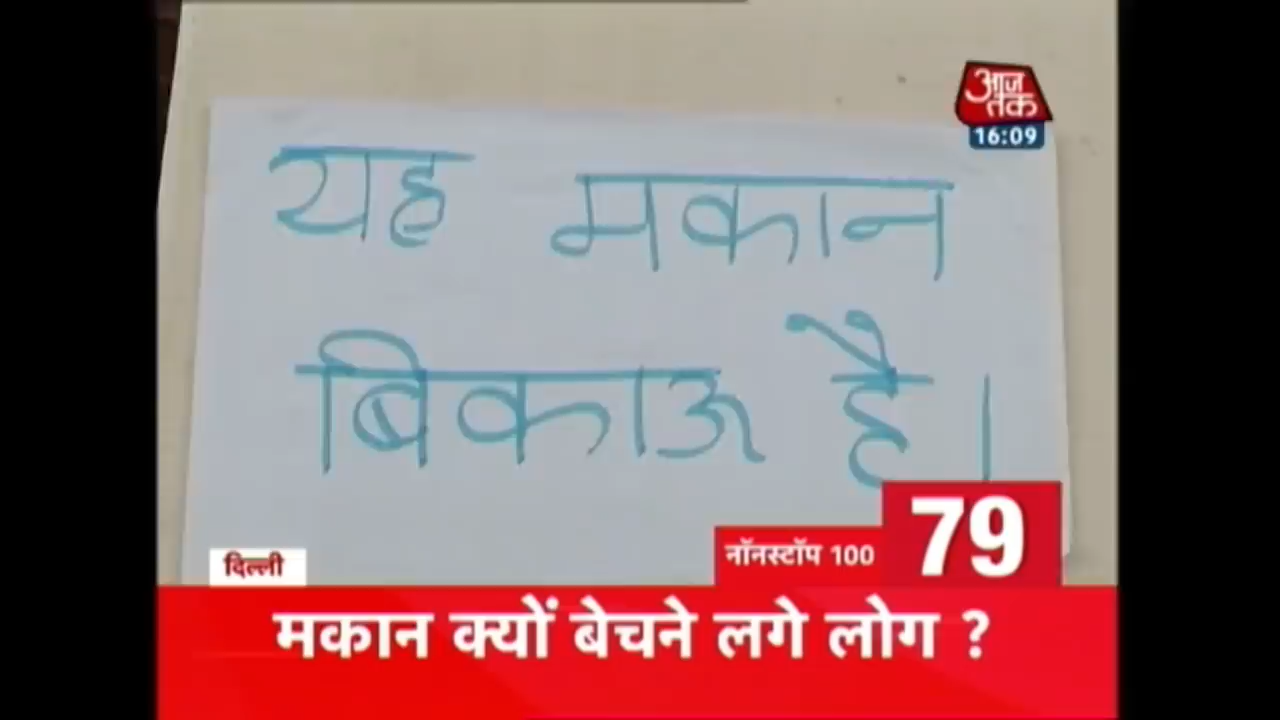 आज
तक
16:09
यह मकान
बिकाऊ है।
79
नॉनस्टॉप 100
दिल्ली
मकान क्यों बेचने लगे लोग ?